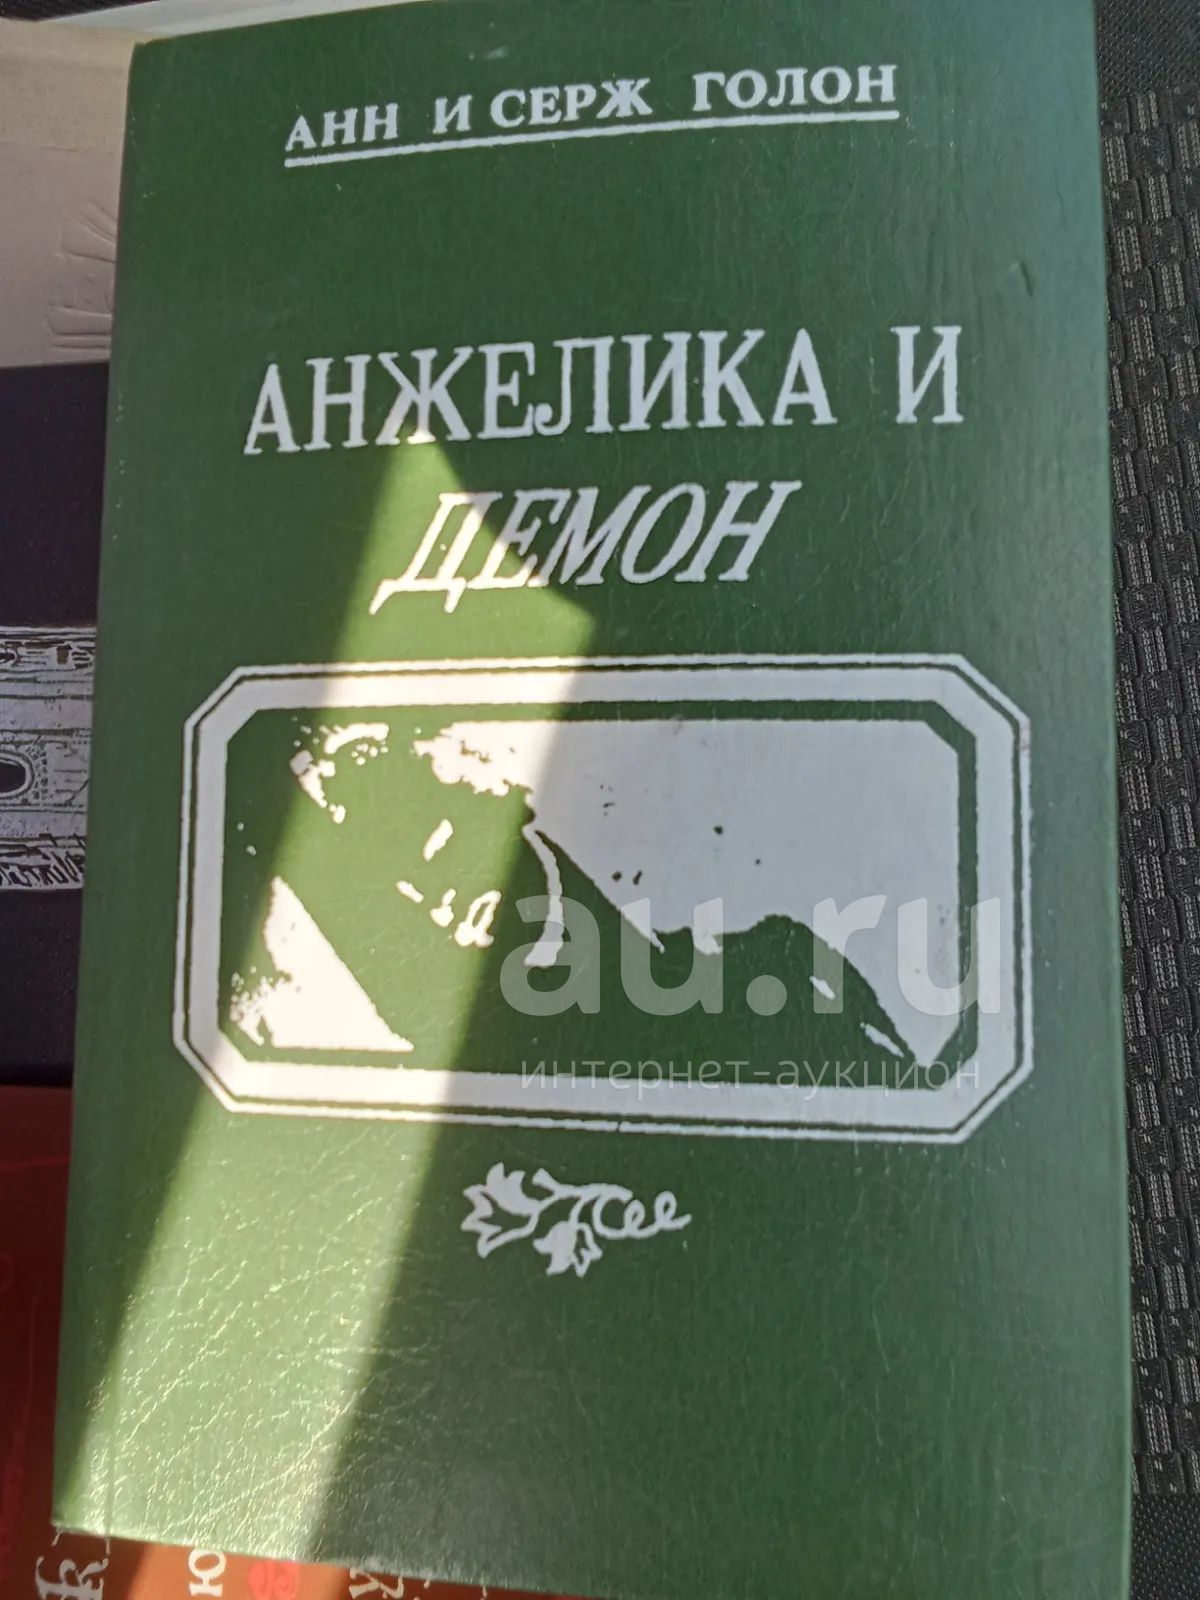 АНН И СЕРЖ ГОЛОН
АНЖЕЛИКА И
ДЕМОН
au.ru
интернет-аукцион